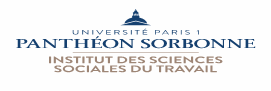 UNIVERSITÉ PARIS 1
PANTHÉON SORBONNE
INSTITUT DES SCIENCES
SOCIALES DU TRAVAIL